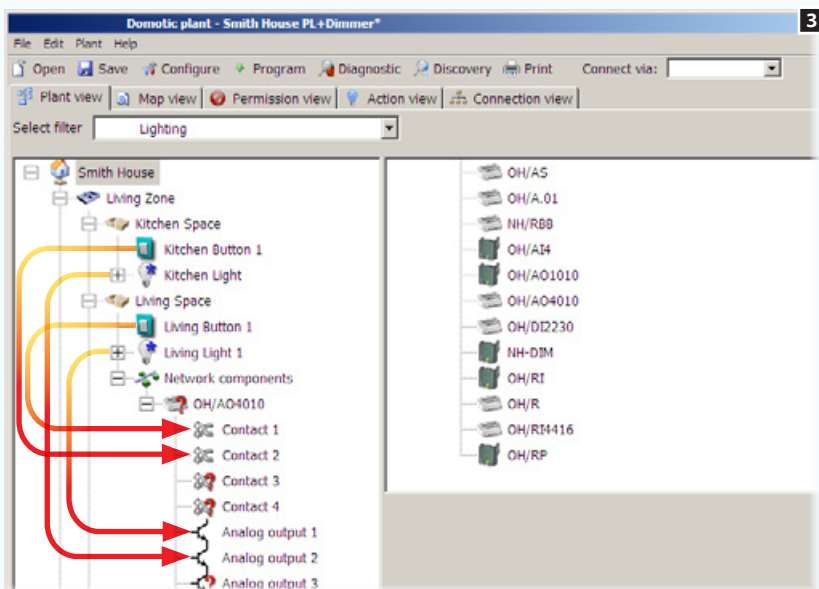 Domotic plant - Smith House PL+Dimmer*
3
File Edit Plant Help
Open Save Configure Program Diagnostic Discovery Print Connect via:
Plant view Map view Permission view Action view Connection view
Select filter Lighting
Smith House
Living Zone
Kitchen Space
Kitchen Button 1
Kitchen Light
Living Space
Living Button 1
Living Light 1
Network components
OH/AO4010
Contact 1
Contact 2
Contact 3
Contact 4
Analog output 1
Analog output 2
Analog output 3
OH/AS
OH/A.01
NH/RBB
OH/AI4
OH/AO1010
OH/AO4010
OH/DI2230
NH-DIM
OH/RI
OH/R
OH/RI4416
OH/RP